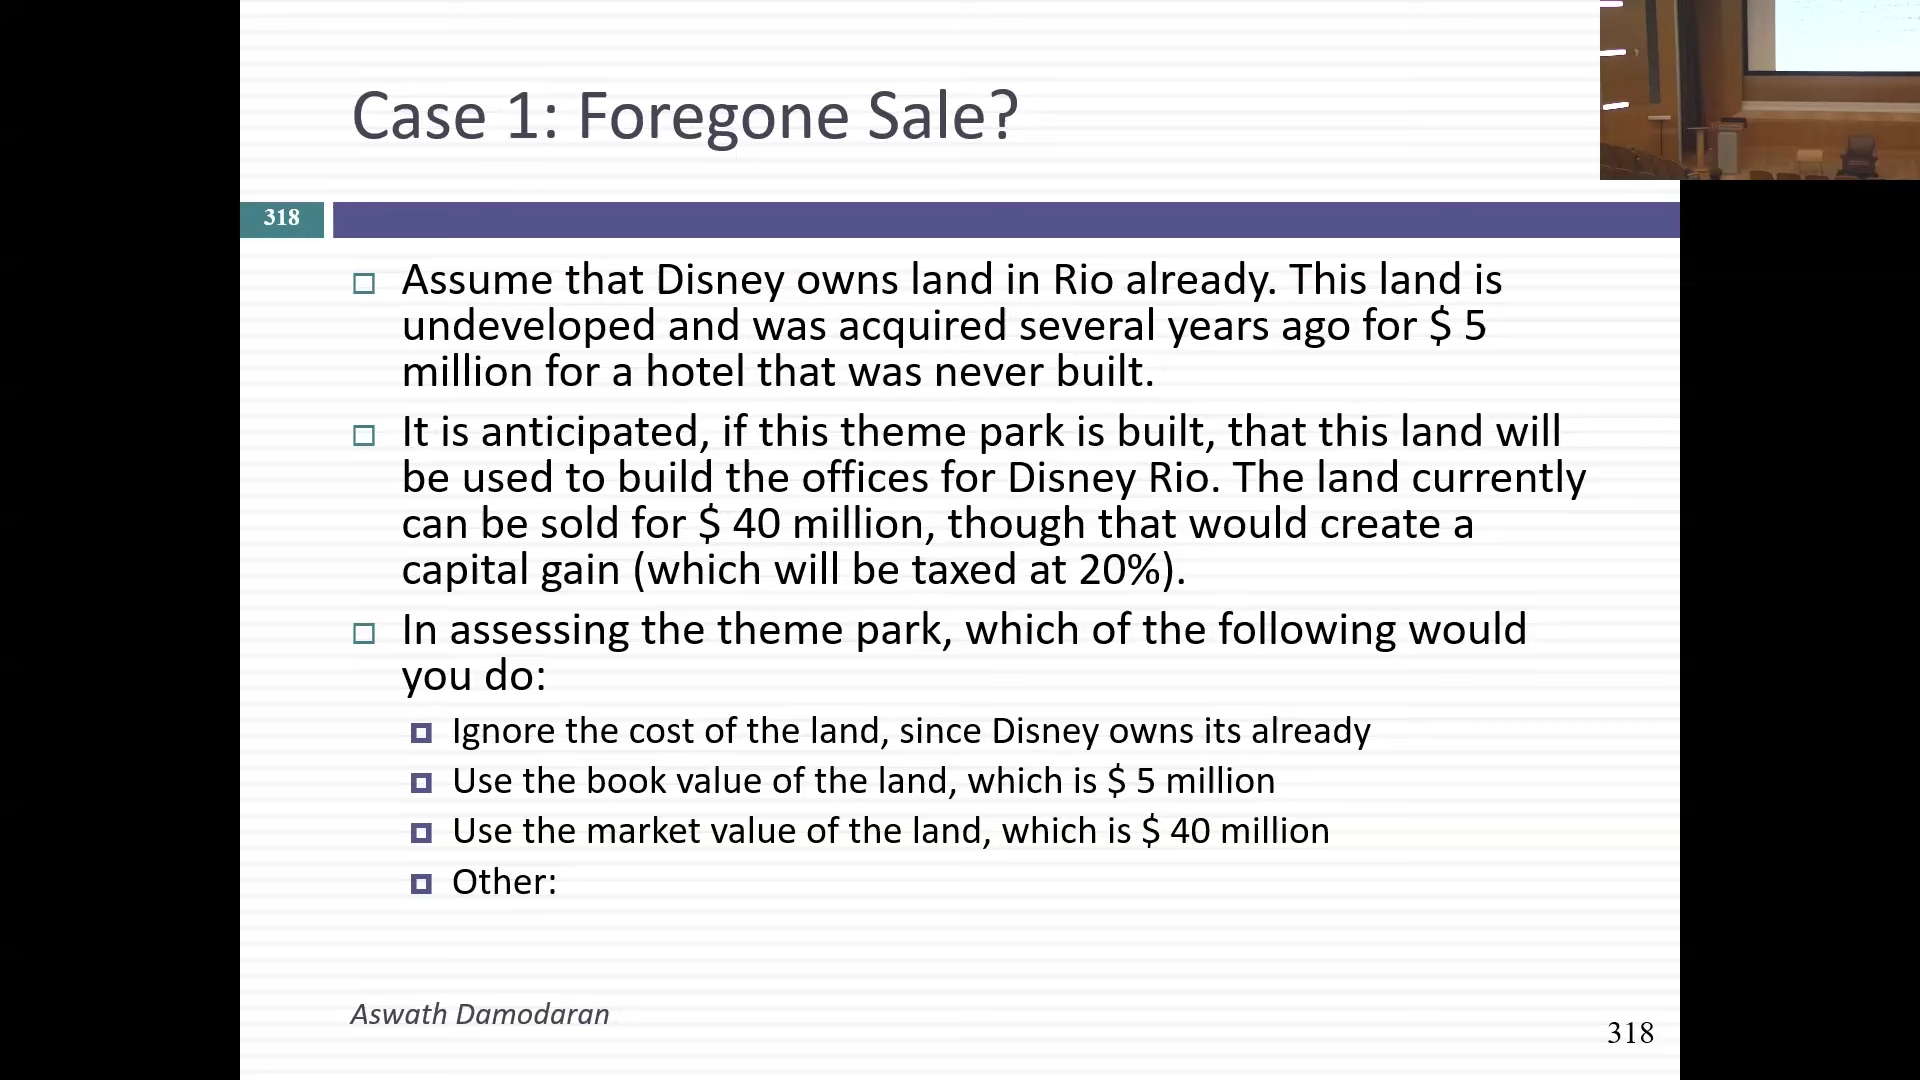 Case 1: Foregone Sale?
318
Assume that Disney owns land in Rio already. This land is
undeveloped and was acquired several years ago for $ 5
million for a hotel that was never built.
It is anticipated, if this theme park is built, that this land will
be used to build the offices for Disney Rio. The land currently
can be sold for $ 40 million, though that would create a
capital gain (which will be taxed at 20%).
In assessing the theme park, which of the following would
you do:
Ignore the cost of the land, since Disney owns its already
Use the book value of the land, which is $ 5 million
Use the market value of the land, which is $ 40 million
Other:
Aswath Damodaran
318